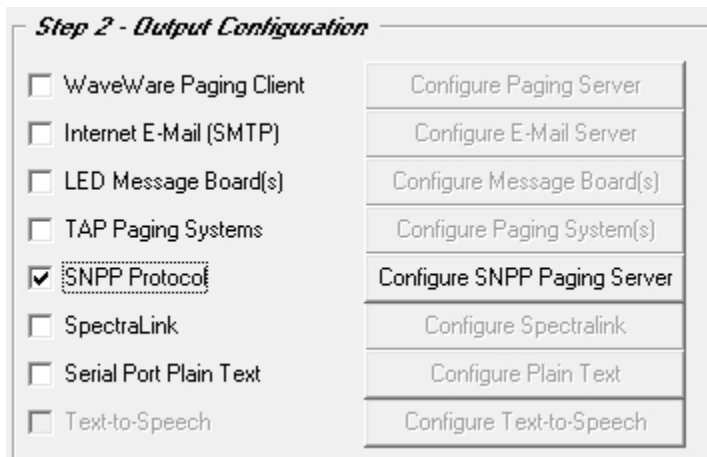 Step 2 - Output Configuration
WaveWare Paging Client Configure Paging Server
Internet E-Mail (SMTP) Configure E-Mail Server
LED Message Board(s) Configure Message Board(s)
TAP Paging Systems Configure Paging System(s)
SNPP Protocol Configure SNPP Paging Server
SpectraLink Configure Spectralink
Serial Port Plain Text Configure Plain Text
Text-to-Speech Configure Text-to-Speech